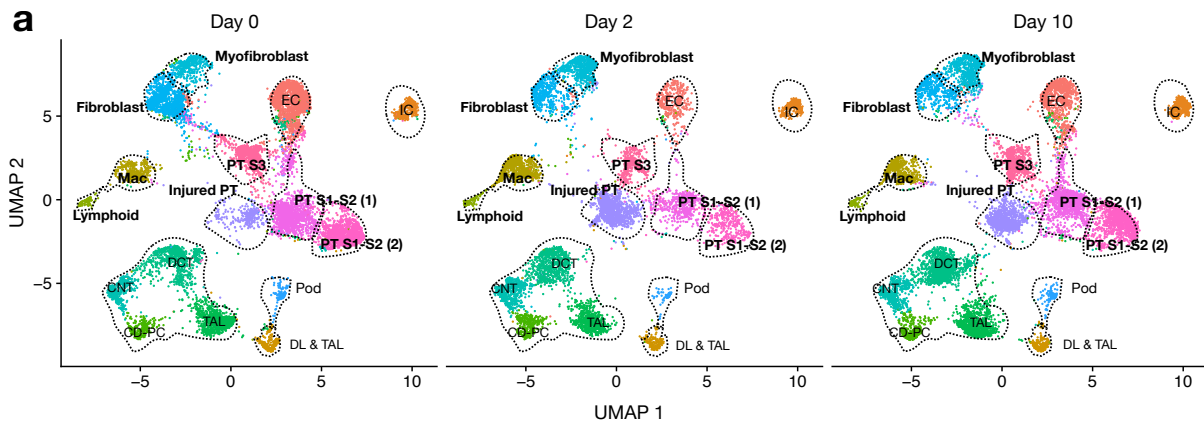 a
Day 0
Day 2
Day 10
UMAP 2
5
0
−5
Myofibroblast
Fibroblast
EC
IC
PT S3
Mac
Injured PT
Lymphoid
PT S1-S2 (1)
PT S1-S2 (2)
DCT
CNT
Pod
TAL
CD-PC
DL & TAL
−5
0
5
10
Myofibroblast
Fibroblast
EC
IC
PT S3
Mac
Injured PT
Lymphoid
PT S1-S2 (1)
PT S1-S2 (2)
DCT
CNT
Pod
TAL
CD-PC
DL & TAL
−5
0
5
10
Myofibroblast
Fibroblast
EC
IC
PT S3
Mac
Injured PT
Lymphoid
PT S1-S2 (1)
PT S1-S2 (2)
DCT
CNT
Pod
TAL
CD-PC
DL & TAL
−5
0
5
10
UMAP 1